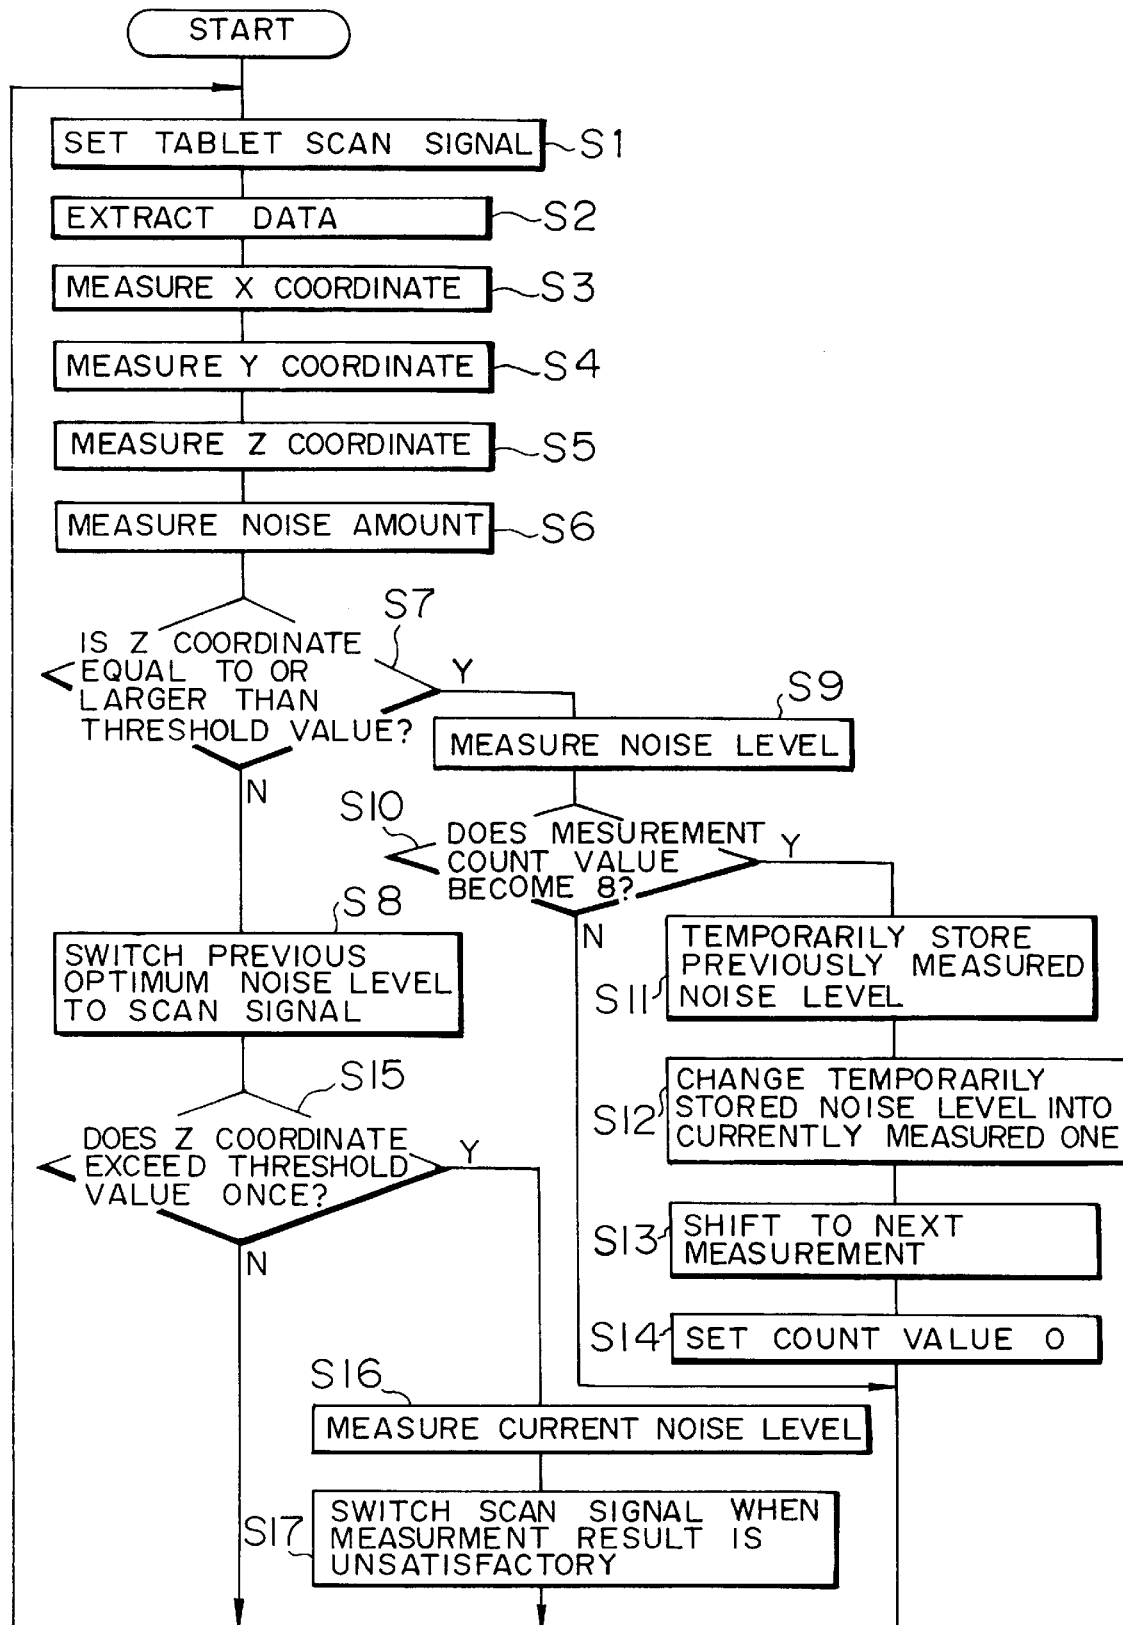 START
SET TABLET SCAN SIGNAL
S1
EXTRACT DATA
S2
MEASURE X COORDINATE
S3
MEASURE Y COORDINATE
S4
MEASURE Z COORDINATE
S5
MEASURE NOISE AMOUNT
S6
S7
IS Z COORDINATE
EQUAL TO OR
LARGER THAN
THRESHOLD VALUE?
Y
N
S9
MEASURE NOISE LEVEL
S10
DOES MESUREMENT
COUNT VALUE
BECOME 8?
Y
N
S8
SWITCH PREVIOUS
OPTIMUM NOISE LEVEL
TO SCAN SIGNAL
S11
TEMPORARILY STORE
PREVIOUSLY MEASURED
NOISE LEVEL
S12
CHANGE TEMPORARILY
STORED NOISE LEVEL INTO
CURRENTLY MEASURED ONE
S15
DOES Z COORDINATE
EXCEED THRESHOLD
VALUE ONCE?
Y
N
S13
SHIFT TO NEXT
MEASUREMENT
S14
SET COUNT VALUE 0
S16
MEASURE CURRENT NOISE LEVEL
S17
SWITCH SCAN SIGNAL WHEN
MEASURMENT RESULT IS
UNSATISFACTORY